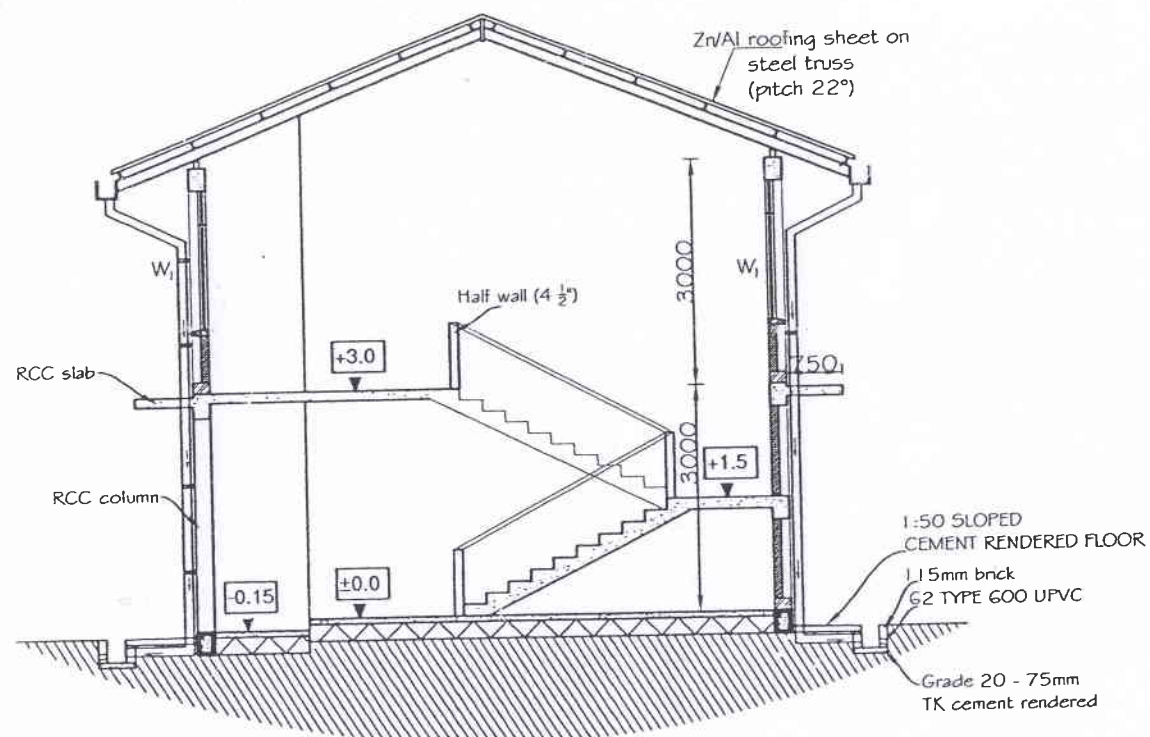 Zn/Al roofing sheet on
steel truss
(pitch 22°)
W1
3000
W1
Half wall (4 ½")
+3.0
750
RCC slab
3000
+1.5
RCC column
1:50 SLOPED
CEMENT RENDERED FLOOR
115mm brick
G2 TYPE 600 UPVC
-0.15
±0.0
Grade 20 - 75mm
TK cement rendered